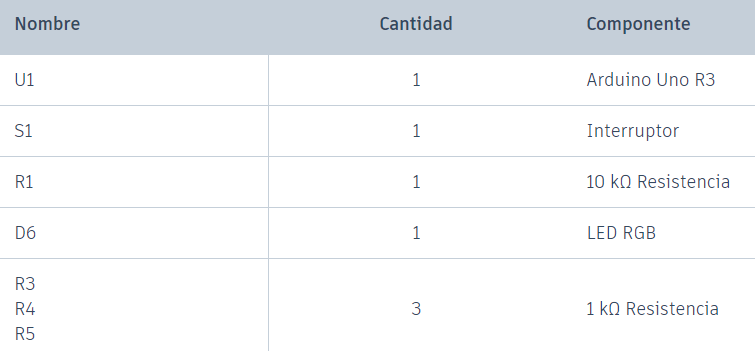 Nombre Cantidad Componente
U1 1 Arduino Uno R3
S1 1 Interruptor
R1 1 10 kΩ Resistencia
D6 1 LED RGB
R3
R4 3 1 kΩ Resistencia
R5